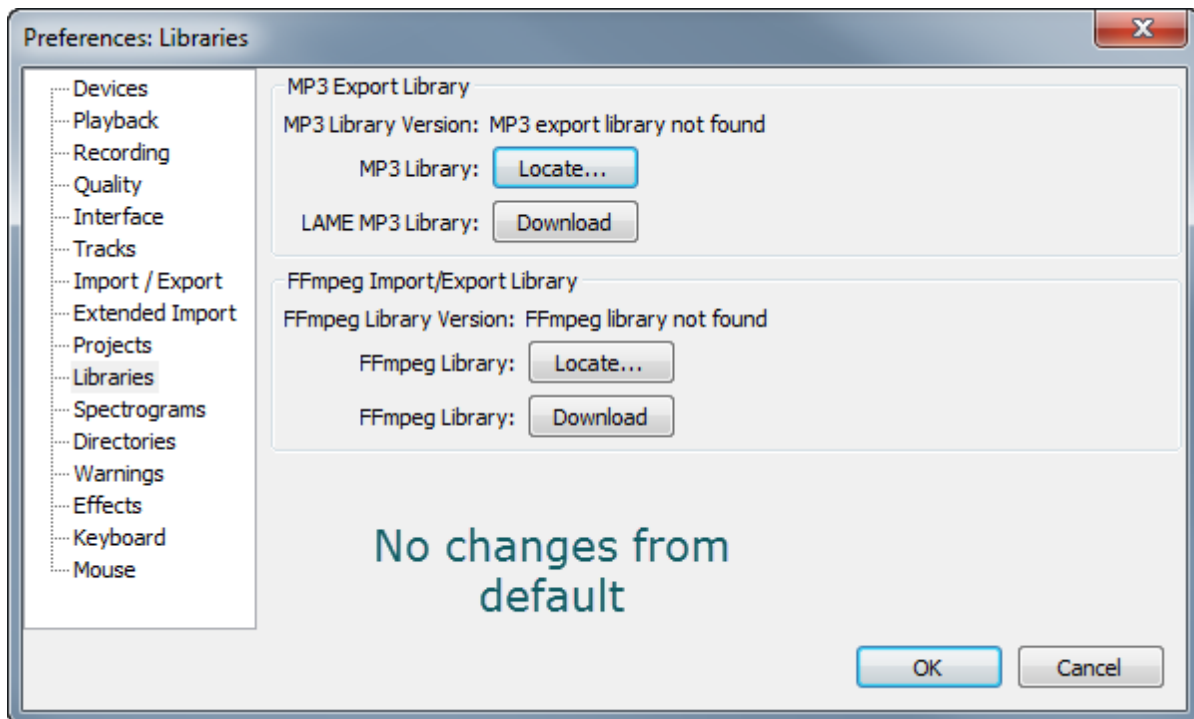 Preferences: Libraries
Devices
Playback
Recording
Quality
Interface
Tracks
Import / Export
Extended Import
Projects
Libraries
Spectrograms
Directories
Warnings
Effects
Keyboard
Mouse
MP3 Export Library
MP3 Library Version: MP3 export library not found
MP3 Library: Locate...
LAME MP3 Library: Download
FFmpeg Import/Export Library
FFmpeg Library Version: FFmpeg library not found
FFmpeg Library: Locate...
FFmpeg Library: Download
No changes from
default
OK Cancel